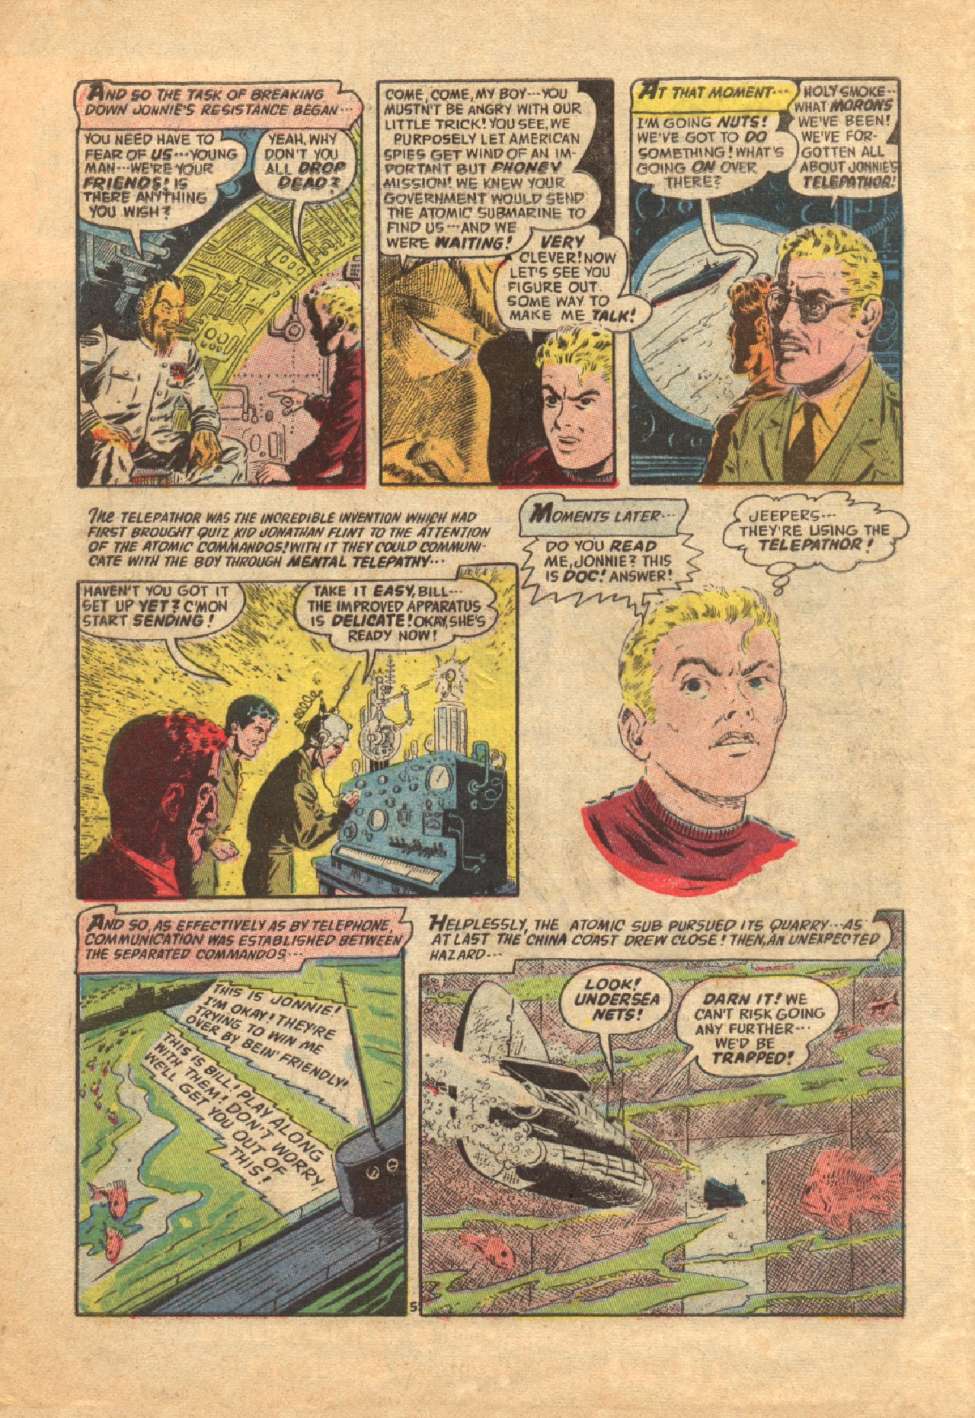 AND SO THE TASK OF BREAKING
DOWN JONNIE'S RESISTANCE BEGAN---
YOU NEED HAVE TO
FEAR OF US---YOUNG
MAN---WE'RE YOUR
FRIENDS! IS
THERE ANYTHING
YOU WISH?
YEAH, WHY
DON'T YOU
ALL DROP
DEAD?
COME, COME, MY BOY---YOU
MUSTN'T BE ANGRY WITH OUR
LITTLE TRICK! YOU SEE, WE
PURPOSELY LET AMERICAN
SPIES GET WIND OF AN IM-
PORTANT BUT PHONEY
MISSION! WE KNEW YOUR
GOVERNMENT WOULD SEND
THE ATOMIC SUBMARINE TO
FIND US---AND WE
WERE WAITING!
VERY
CLEVER! NOW
LET'S SEE YOU
FIGURE OUT
SOME WAY TO
MAKE ME TALK!
AT THAT MOMENT---
I'M GOING NUTS!
WE'VE GOT TO DO
SOMETHING! WHAT'S
GOING ON OVER
THERE?
HOLY SMOKE--
WHAT MORONS
WE'VE BEEN!
WE'VE FOR-
GOTTEN ALL
ABOUT JONNIE'S
TELEPATHOR!
THE TELEPATHOR WAS THE INCREDIBLE INVENTION WHICH HAD
FIRST BROUGHT QUIZ KID JONATHAN FLINT TO THE ATTENTION
OF THE ATOMIC COMMANDOS! WITH IT THEY COULD COMMUNI-
CATE WITH THE BOY THROUGH MENTAL TELEPATHY---
HAVEN'T YOU GOT IT
SET UP YET? C'MON
START SENDING!
TAKE IT EASY, BILL---
THE IMPROVED APPARATUS
IS DELICATE! OKAY, SHE'S
READY NOW!
MOMENTS LATER---
DO YOU READ
ME, JONNIE? THIS
IS DOC! ANSWER!
JEEPERS---
THEY'RE USING THE
TELEPATHOR!
AND SO, AS EFFECTIVELY AS BY TELEPHONE,
COMMUNICATION WAS ESTABLISHED BETWEEN
THE SEPARATED COMMANDOS---
THIS IS JONNIE!
I'M OKAY! THEY'RE
TRYING TO WIN ME
OVER BY BEIN' FRIENDLY!
THIS IS BILL! PLAY ALONG
WITH THEM! DON'T WORRY
WE'LL GET YOU OUT OF
THIS!
HELPLESSLY, THE ATOMIC SUB PURSUED ITS QUARRY---AS
AT LAST THE CHINA COAST DREW CLOSE! THEN, AN UNEXPECTED
HAZARD---
LOOK!
UNDERSEA
NETS!
DARN IT! WE
CAN'T RISK GOING
ANY FURTHER---
WE'D BE
TRAPPED!
5